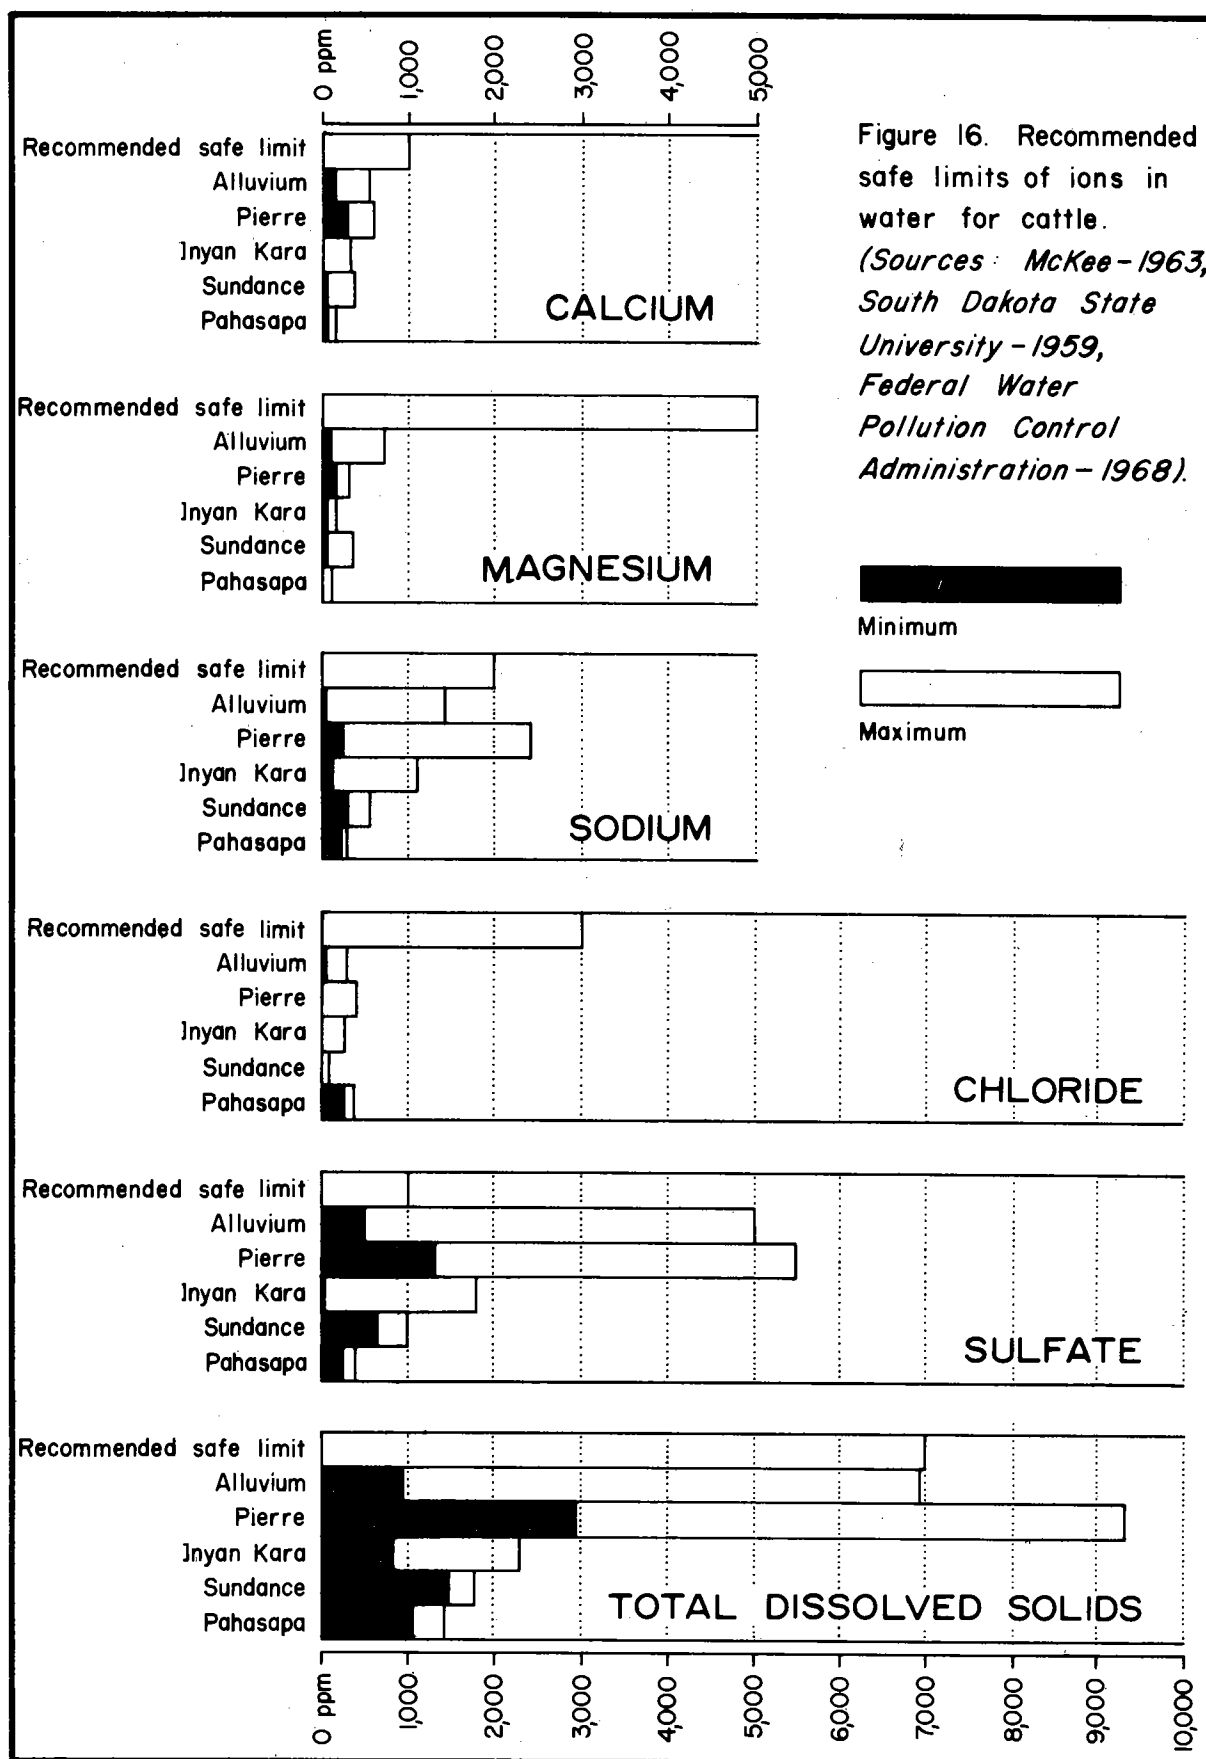 0 ppm
1,000
2,000
3,000
4,000
5,000
Figure 16. Recommended
safe limits of ions in
water for cattle.
(Sources: McKee-1963,
South Dakota State
University-1959,
Federal Water
Pollution Control
Administration-1968).
Minimum
Maximum
Recommended safe limit
Alluvium
Pierre
Inyan Kara
Sundance
Pahasapa
CALCIUM
Recommended safe limit
Alluvium
Pierre
Inyan Kara
Sundance
Pahasapa
MAGNESIUM
Recommended safe limit
Alluvium
Pierre
Inyan Kara
Sundance
Pahasapa
SODIUM
Recommended safe limit
Alluvium
Pierre
Inyan Kara
Sundance
Pahasapa
CHLORIDE
Recommended safe limit
Alluvium
Pierre
Inyan Kara
Sundance
Pahasapa
SULFATE
Recommended safe limit
Alluvium
Pierre
Inyan Kara
Sundance
Pahasapa
TOTAL DISSOLVED SOLIDS
0 ppm
1,000
2,000
3,000
4,000
5,000
6,000
7,000
8,000
9,000
10,000